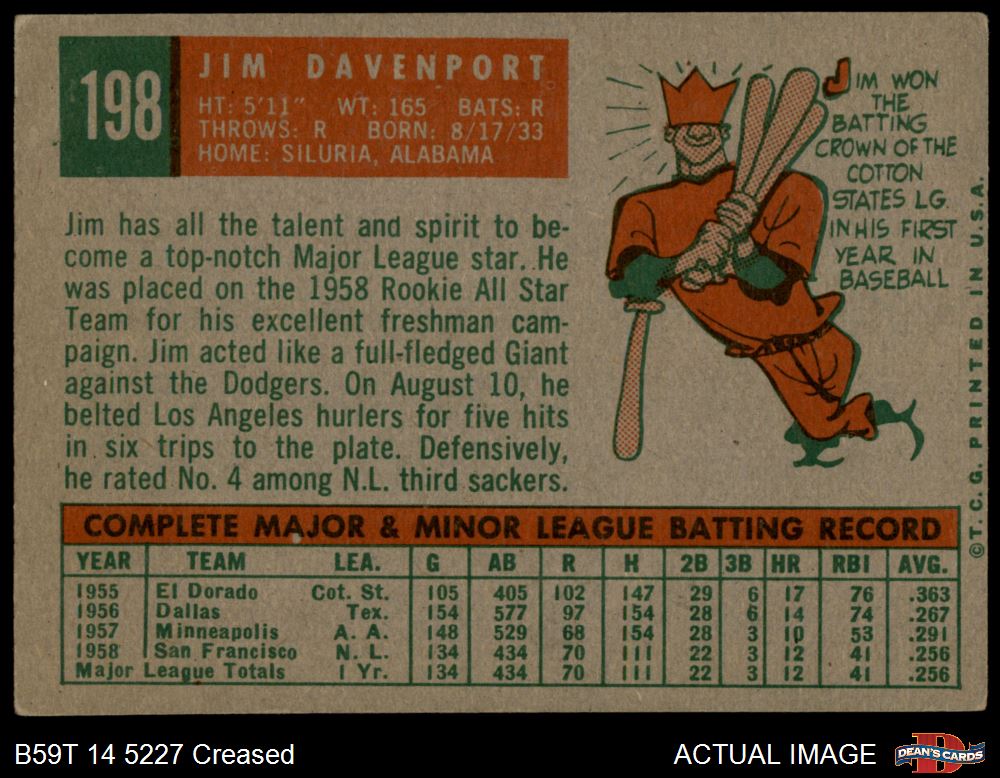 198
JIM DAVENPORT
HT: 5'11" WT: 165 BATS: R
THROWS: R BORN: 8/17/33
HOME: SILURIA, ALABAMA
JIM WON
THE
BATTING
CROWN OF THE
COTTON
STATES LG.
IN HIS FIRST
YEAR IN
BASEBALL
Jim has all the talent and spirit to be-
come a top-notch Major League star. He
was placed on the 1958 Rookie All Star
Team for his excellent freshman cam-
paign. Jim acted like a full-fledged Giant
against the Dodgers. On August 10, he
belted Los Angeles hurlers for five hits
in six trips to the plate. Defensively,
he rated No. 4 among N.L. third sackers.
©T.C.G. PRINTED IN U.S.A.
COMPLETE MAJOR & MINOR LEAGUE BATTING RECORD
YEAR TEAM LEA. G AB R H 2B 3B HR RBI AVG.
1955 El Dorado Cot. St. 105 405 102 147 29 6 17 76 .363
1956 Dallas Tex. 154 577 97 154 28 6 14 74 .267
1957 Minneapolis A. A. 148 529 68 154 28 3 10 53 .291
1958 San Francisco N. L. 134 434 70 111 22 3 12 41 .256
Major League Totals 1 Yr. 134 434 70 111 22 3 12 41 .256
B59T 14 5227 Creased
ACTUAL IMAGE
DEAN'S CARDS